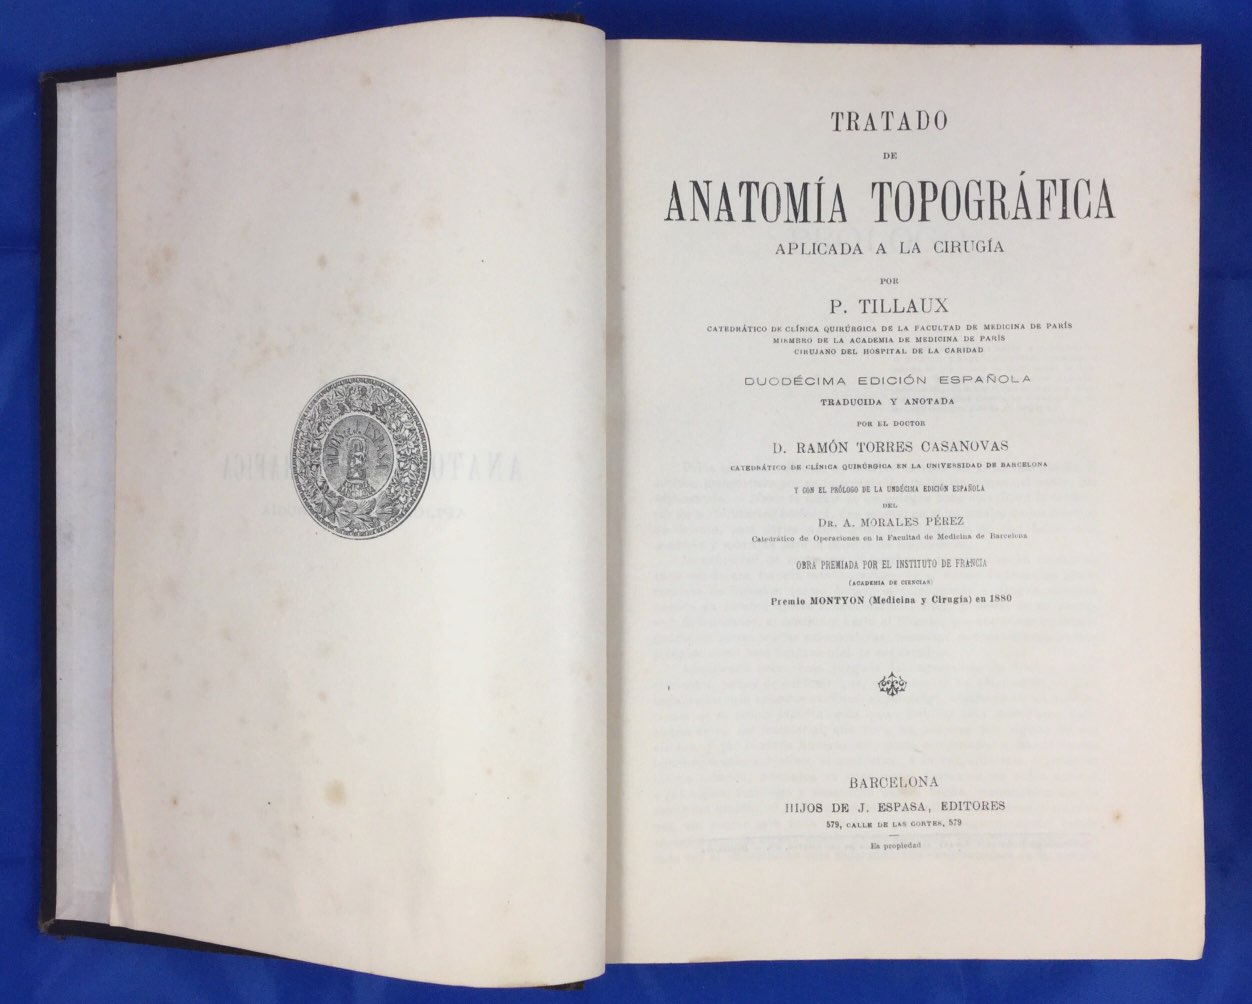 HIJOS de J. ESPASA
TRATADO
DE
ANATOMÍA TOPOGRÁFICA
APLICADA A LA CIRUGÍA
POR
P. TILLAUX
CATEDRÁTICO DE CLÍNICA QUIRÚRGICA DE LA FACULTAD DE MEDICINA DE PARÍS
MIEMBRO DE LA ACADEMIA DE MEDICINA DE PARÍS
CIRUJANO DEL HOSPITAL DE LA CARIDAD
DUODÉCIMA EDICIÓN ESPAÑOLA
TRADUCIDA Y ANOTADA
POR EL DOCTOR
D. RAMÓN TORRES CASANOVAS
CATEDRÁTICO DE CLÍNICA QUIRÚRGICA EN LA UNIVERSIDAD DE BARCELONA
Y CON EL PRÓLOGO DE LA UNDÉCIMA EDICIÓN ESPAÑOLA
DEL
DR. A. MORALES PÉREZ
Catedrático de Operaciones en la Facultad de Medicina de Barcelona
OBRA PREMIADA POR EL INSTITUTO DE FRANCIA
(ACADEMIA DE CIENCIAS)
Premio MONTYON (Medicina y Cirugía) en 1880
BARCELONA
HIJOS DE J. ESPASA, EDITORES
579, CALLE DE LAS CORTES, 579
Es propiedad